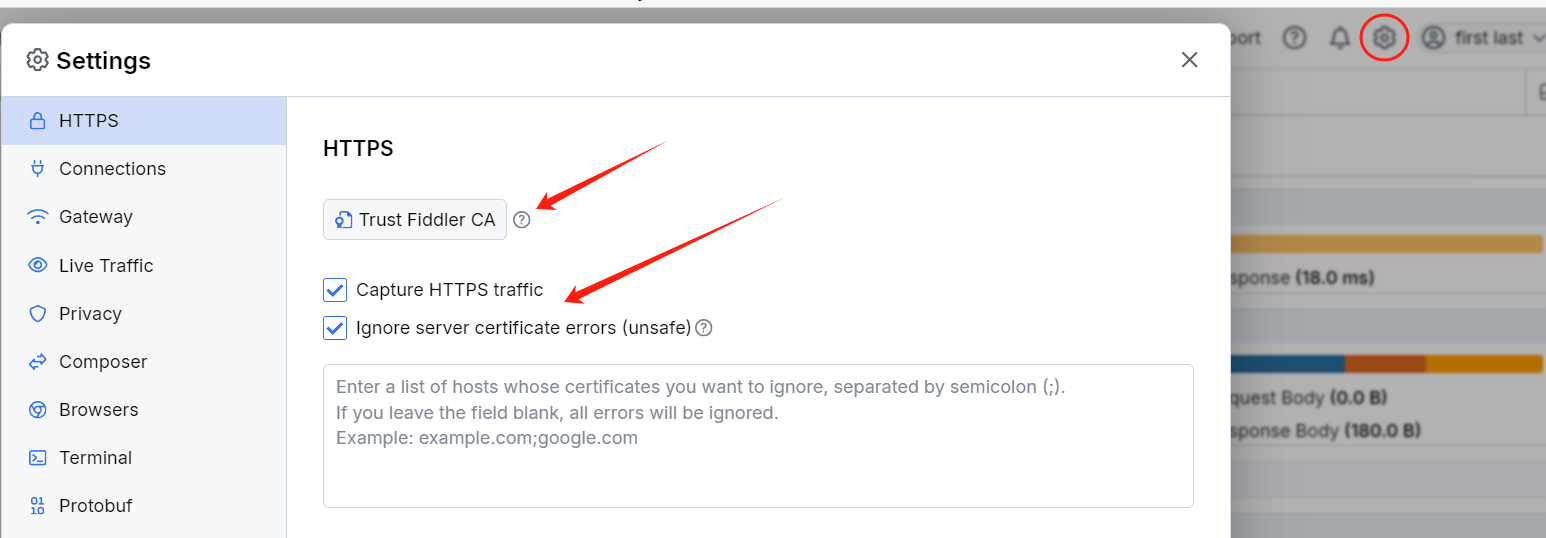 Settings
first last
HTTPS
Connections
Gateway
Live Traffic
Privacy
Composer
Browsers
Terminal
Protobuf
HTTPS
Trust Fiddler CA
Capture HTTPS traffic
Ignore server certificate errors (unsafe)
Enter a list of hosts whose certificates you want to ignore, separated by semicolon (;).
If you leave the field blank, all errors will be ignored.
Example: example.com;google.com
sponse (18.0 ms)
quest Body (0.0 B)
sponse Body (180.0 B)